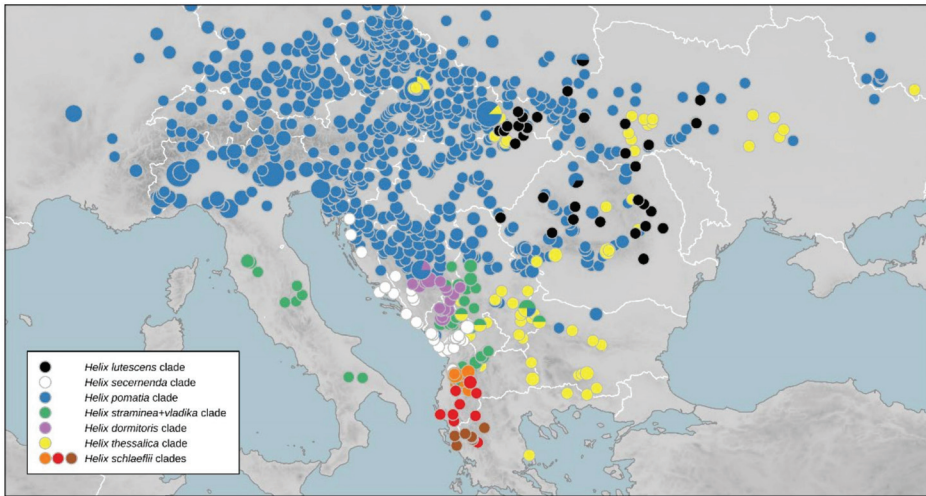 Helix lutescens clade
Helix secernenda clade
Helix pomatia clade
Helix straminea+vladika clade
Helix dormitoris clade
Helix thessalica clade
Helix schlaeflii clades